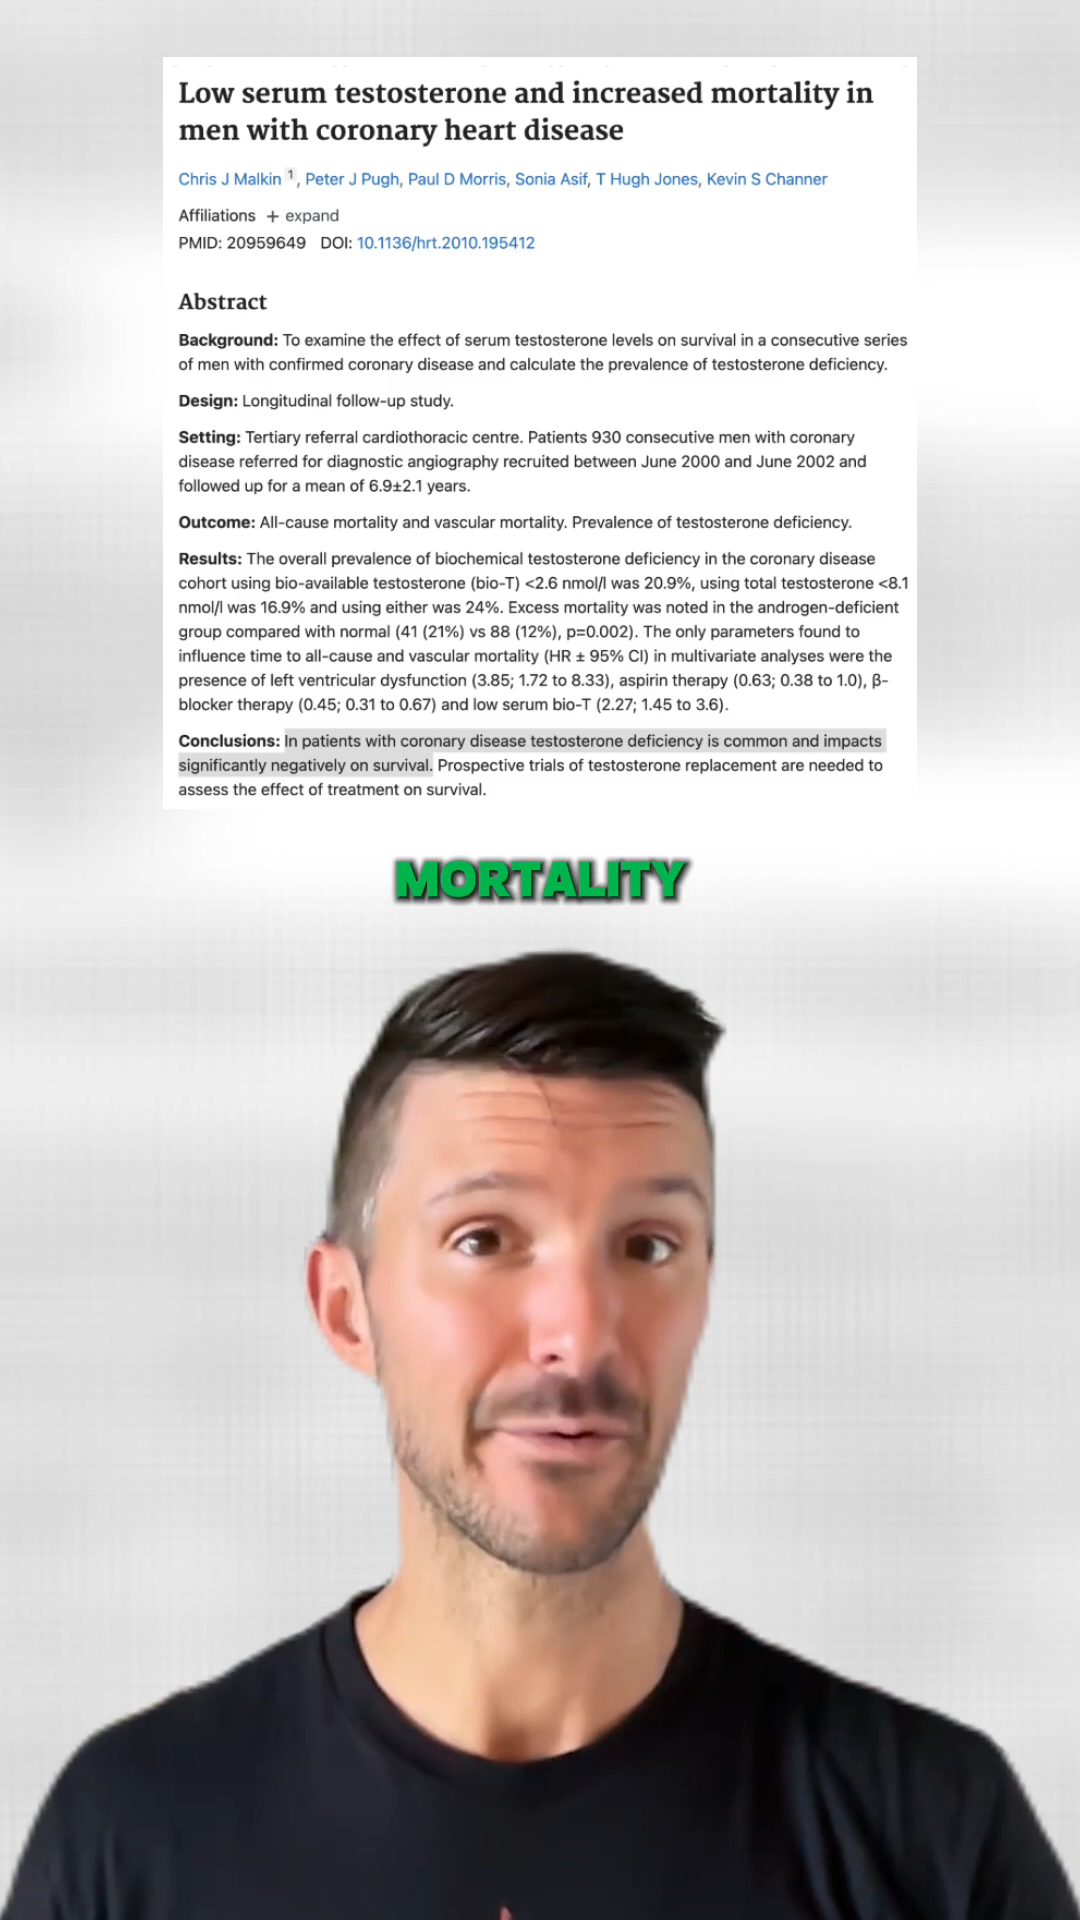 Low serum testosterone and increased mortality in
men with coronary heart disease
Chris J Malkin 1, Peter J Pugh, Paul D Morris, Sonia Asif, T Hugh Jones, Kevin S Channer
Affiliations + expand
PMID: 20959649 DOI: 10.1136/hrt.2010.195412
Abstract
Background: To examine the effect of serum testosterone levels on survival in a consecutive series
of men with confirmed coronary disease and calculate the prevalence of testosterone deficiency.
Design: Longitudinal follow-up study.
Setting: Tertiary referral cardiothoracic centre. Patients 930 consecutive men with coronary
disease referred for diagnostic angiography recruited between June 2000 and June 2002 and
followed up for a mean of 6.9±2.1 years.
Outcome: All-cause mortality and vascular mortality. Prevalence of testosterone deficiency.
Results: The overall prevalence of biochemical testosterone deficiency in the coronary disease
cohort using bio-available testosterone (bio-T) <2.6 nmol/l was 20.9%, using total testosterone <8.1
nmol/l was 16.9% and using either was 24%. Excess mortality was noted in the androgen-deficient
group compared with normal (41 (21%) vs 88 (12%), p=0.002). The only parameters found to
influence time to all-cause and vascular mortality (HR ± 95% CI) in multivariate analyses were the
presence of left ventricular dysfunction (3.85; 1.72 to 8.33), aspirin therapy (0.63; 0.38 to 1.0), β-
blocker therapy (0.45; 0.31 to 0.67) and low serum bio-T (2.27; 1.45 to 3.6).
Conclusions: In patients with coronary disease testosterone deficiency is common and impacts
significantly negatively on survival. Prospective trials of testosterone replacement are needed to
assess the effect of treatment on survival.
MORTALITY